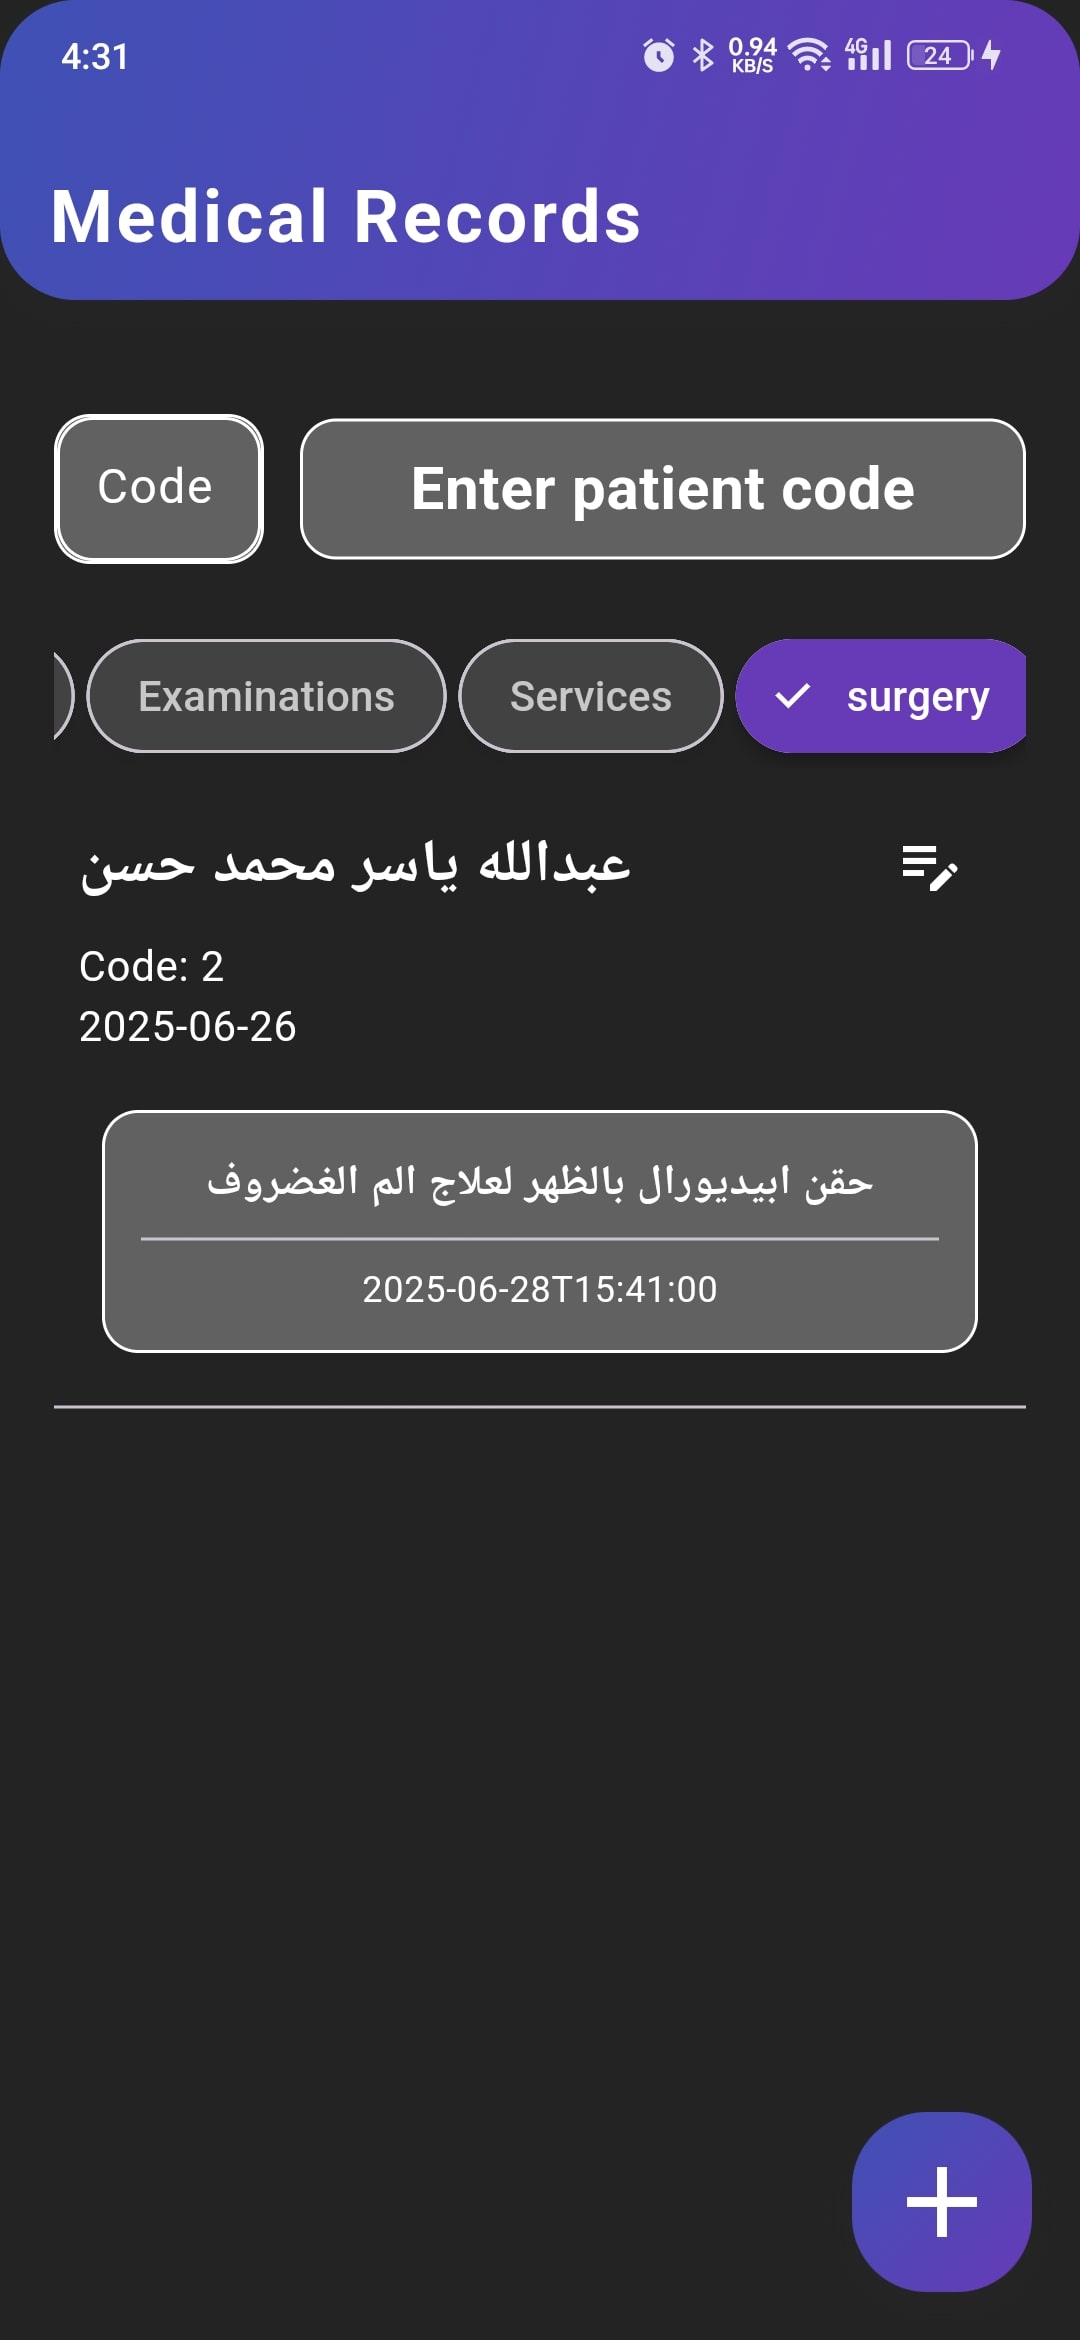 4:31
0.94
KB/S
4G
24
Medical Records
Code
Enter patient code
Examinations
Services
surgery
عبدالله ياسر محمد حسن
Code: 2
2025-06-26
حقن ابيديورال بالظهر لعلاج الم الغضروف
2025-06-28T15:41:00